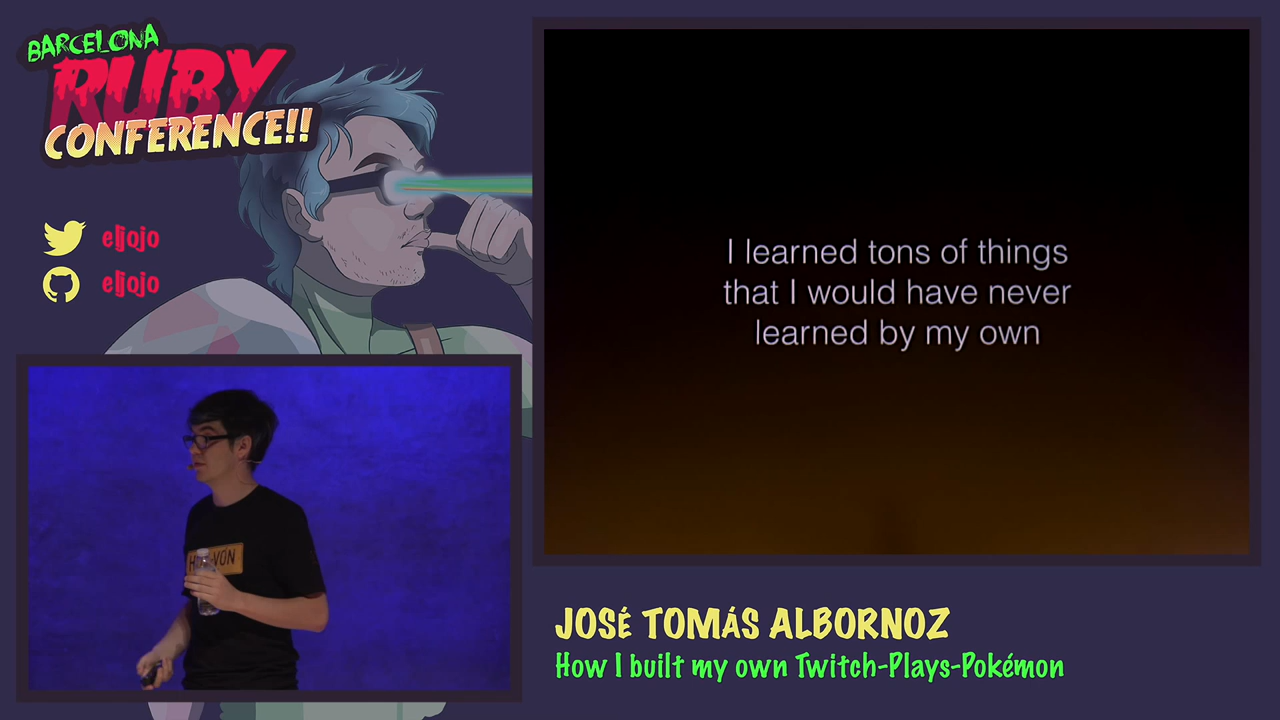 BARCELONA
RUBY
CONFERENCE!!
eljojo
eljojo
I learned tons of things
that I would have never
learned by my own
JOSÉ TOMÁS ALBORNOZ
How I built my own Twitch-Plays-Pokémon